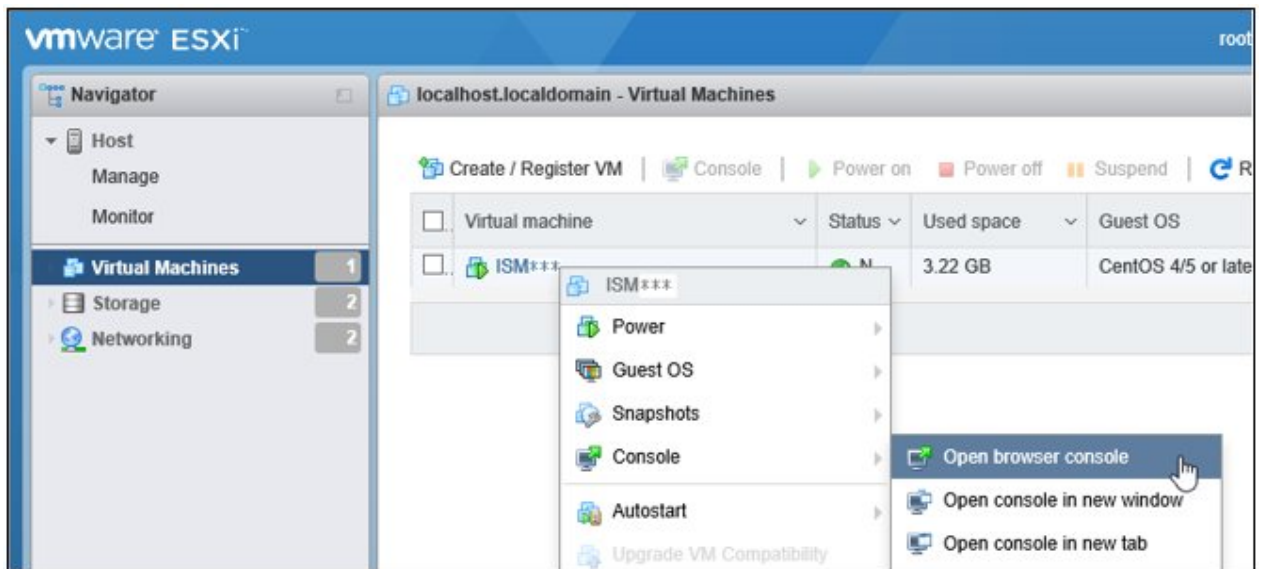 vmware ESXi™
root
Navigator
localhost.localdomain - Virtual Machines
Host
Manage
Monitor
Virtual Machines 1
Storage 2
Networking 2
Create / Register VM | Console | Power on Power off Suspend | R
Virtual machine Status Used space Guest OS
ISM*** N 3.22 GB CentOS 4/5 or late
ISM***
Power
Guest OS
Snapshots
Console
Open browser console
Open console in new window
Open console in new tab
Autostart
Upgrade VM Compatibility